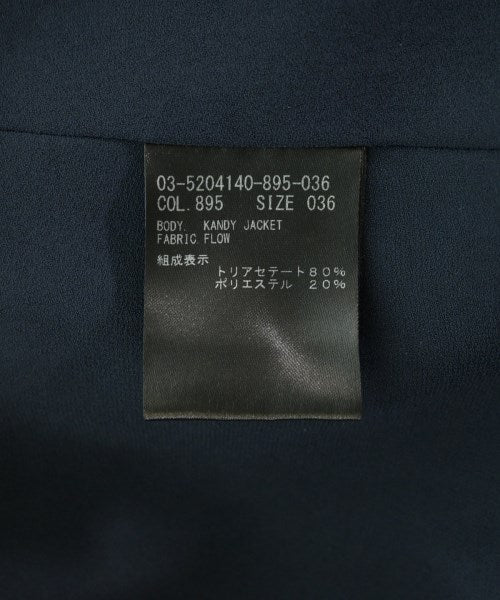 03-5204140-895-036
COL.895 SIZE 036
BODY. KANDY JACKET
FABRIC.FLOW
組成表示
トリアセテート80%
ポリエステル 20%